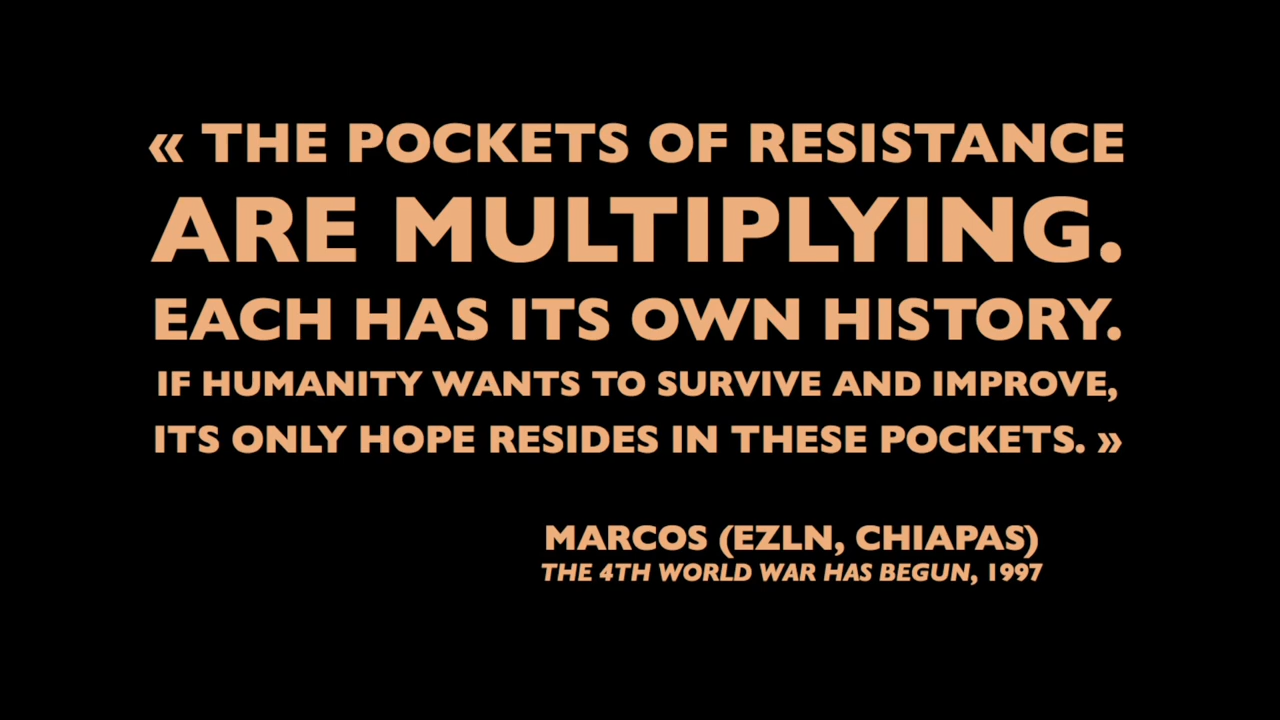 « THE POCKETS OF RESISTANCE
ARE MULTIPLYING.
EACH HAS ITS OWN HISTORY.
IF HUMANITY WANTS TO SURVIVE AND IMPROVE,
ITS ONLY HOPE RESIDES IN THESE POCKETS. »
MARCOS (EZLN, CHIAPAS)
THE 4TH WORLD WAR HAS BEGUN, 1997